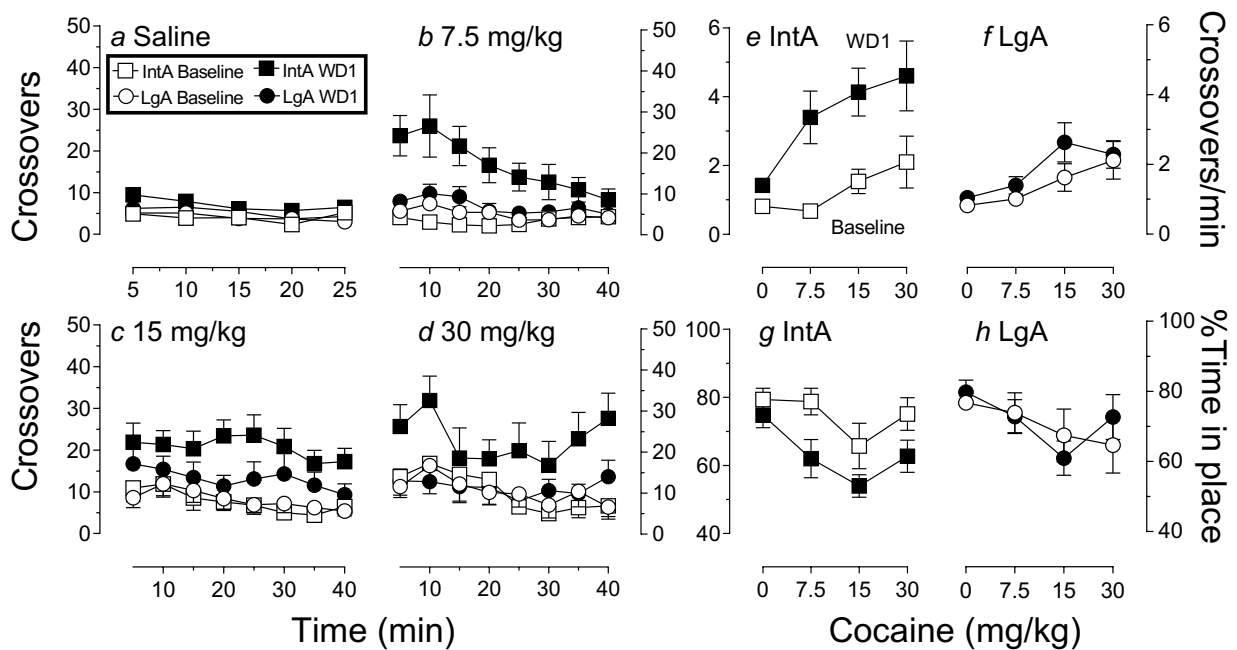 a Saline
b 7.5 mg/kg
e IntA
WD1
f LgA
IntA Baseline
IntA WD1
LgA Baseline
LgA WD1
Baseline
Crossovers
50
40
30
20
10
0
50
40
30
20
10
0
6
4
2
0
6
4
2
0
Crossovers/min
5 10 15 20 25
10 20 30 40
0 7.5 15 30
0 7.5 15 30
c 15 mg/kg
d 30 mg/kg
g IntA
h LgA
Crossovers
50
40
30
20
10
0
50
40
30
20
10
0
100
80
60
40
100
80
60
40
%Time in place
10 20 30 40
10 20 30 40
0 7.5 15 30
0 7.5 15 30
Time (min)
Cocaine (mg/kg)